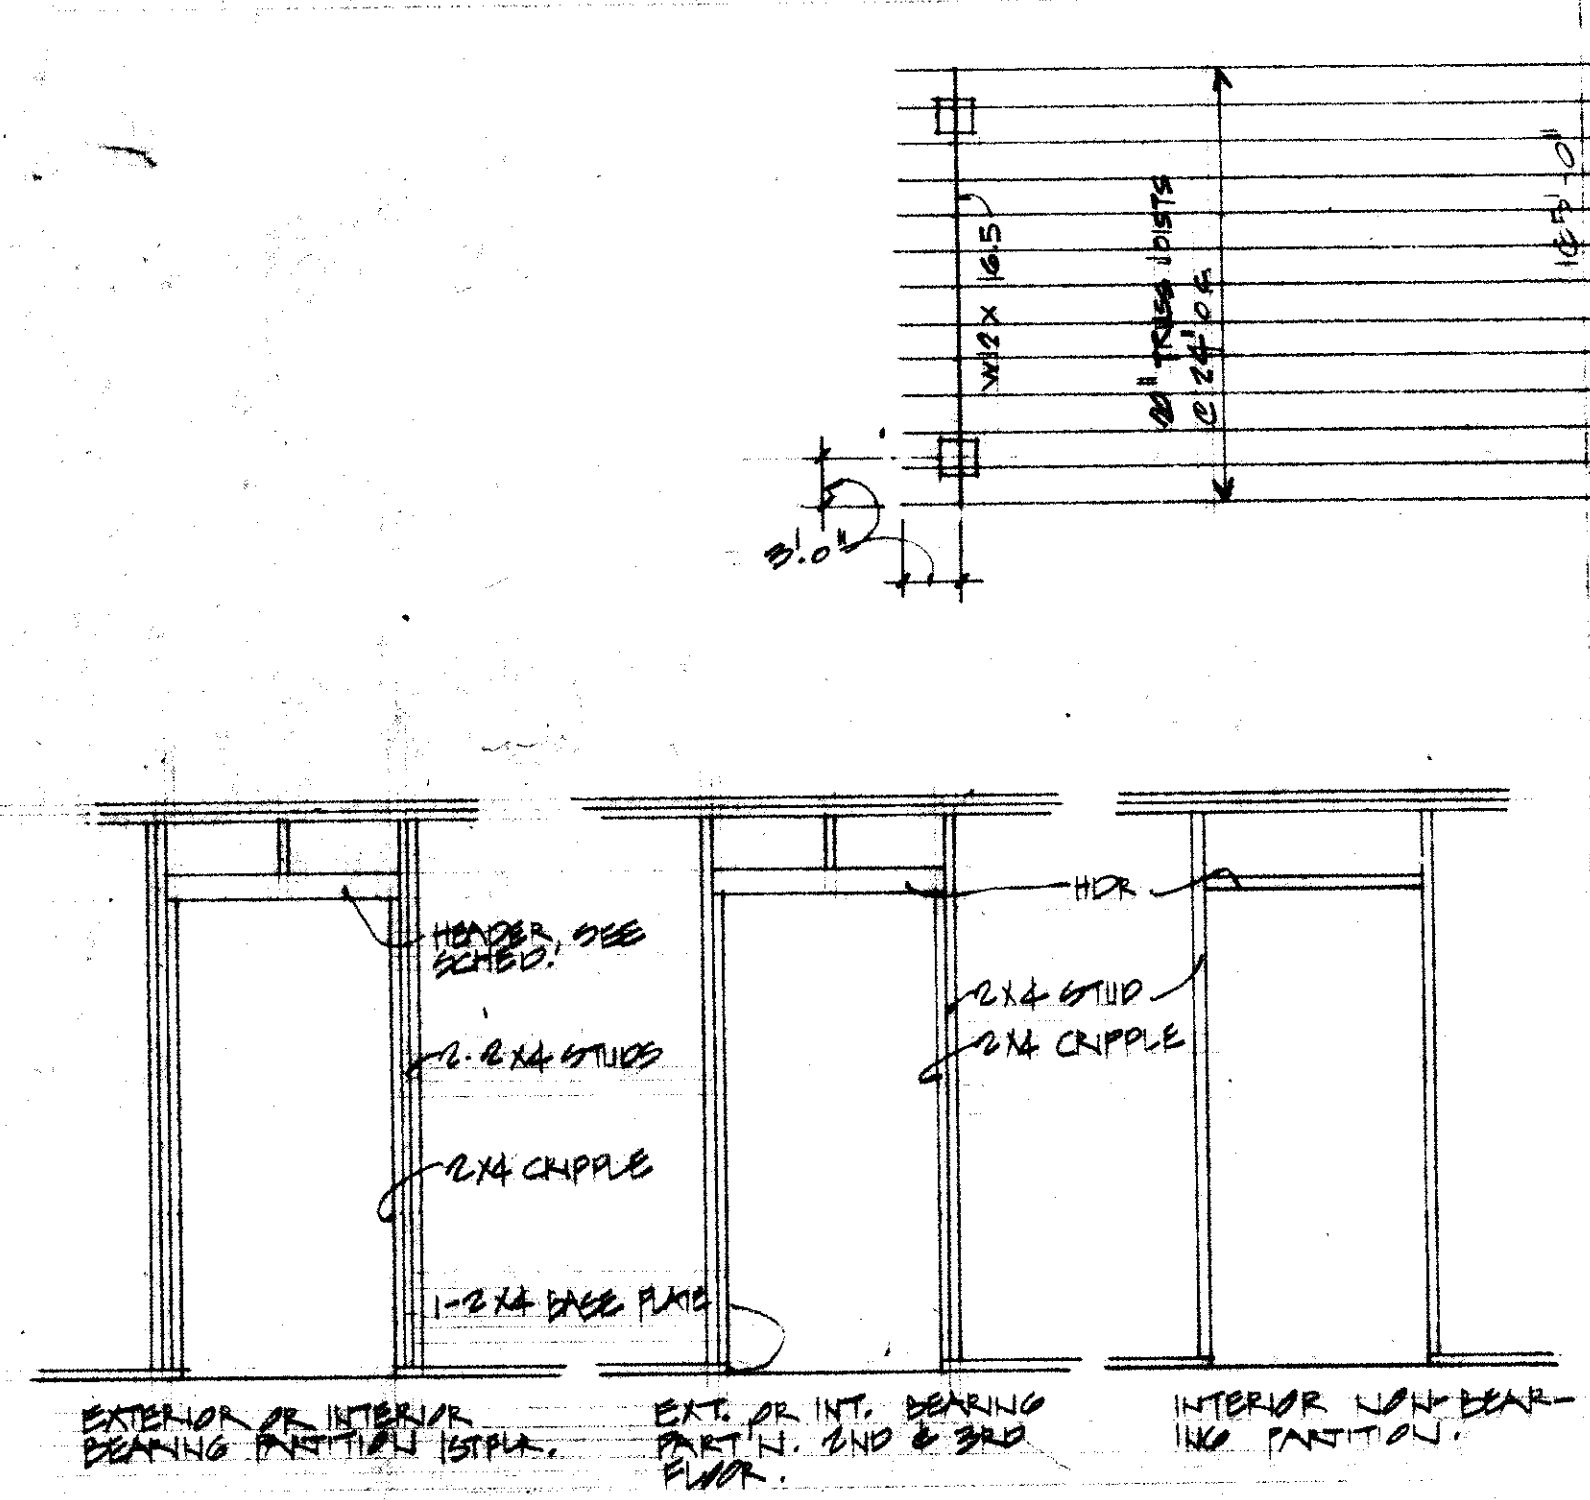 W12 X 16.5
20" TRUSS JOISTS
@ 24" O.C.
3'.0"
HEADER, SEE
SCHED.
2-2X4 STUDS
2X4 CRIPPLE
1-2X4 BASE PLATE
HDR
2X4 STUD
2X4 CRIPPLE
EXTERIOR OR INTERIOR
BEARING PARTITION 1ST FLR.
EXT. OR INT. BEARING
PART'N. 2ND & 3RD
FLOOR.
INTERIOR NON-BEAR-
ING PARTITION.